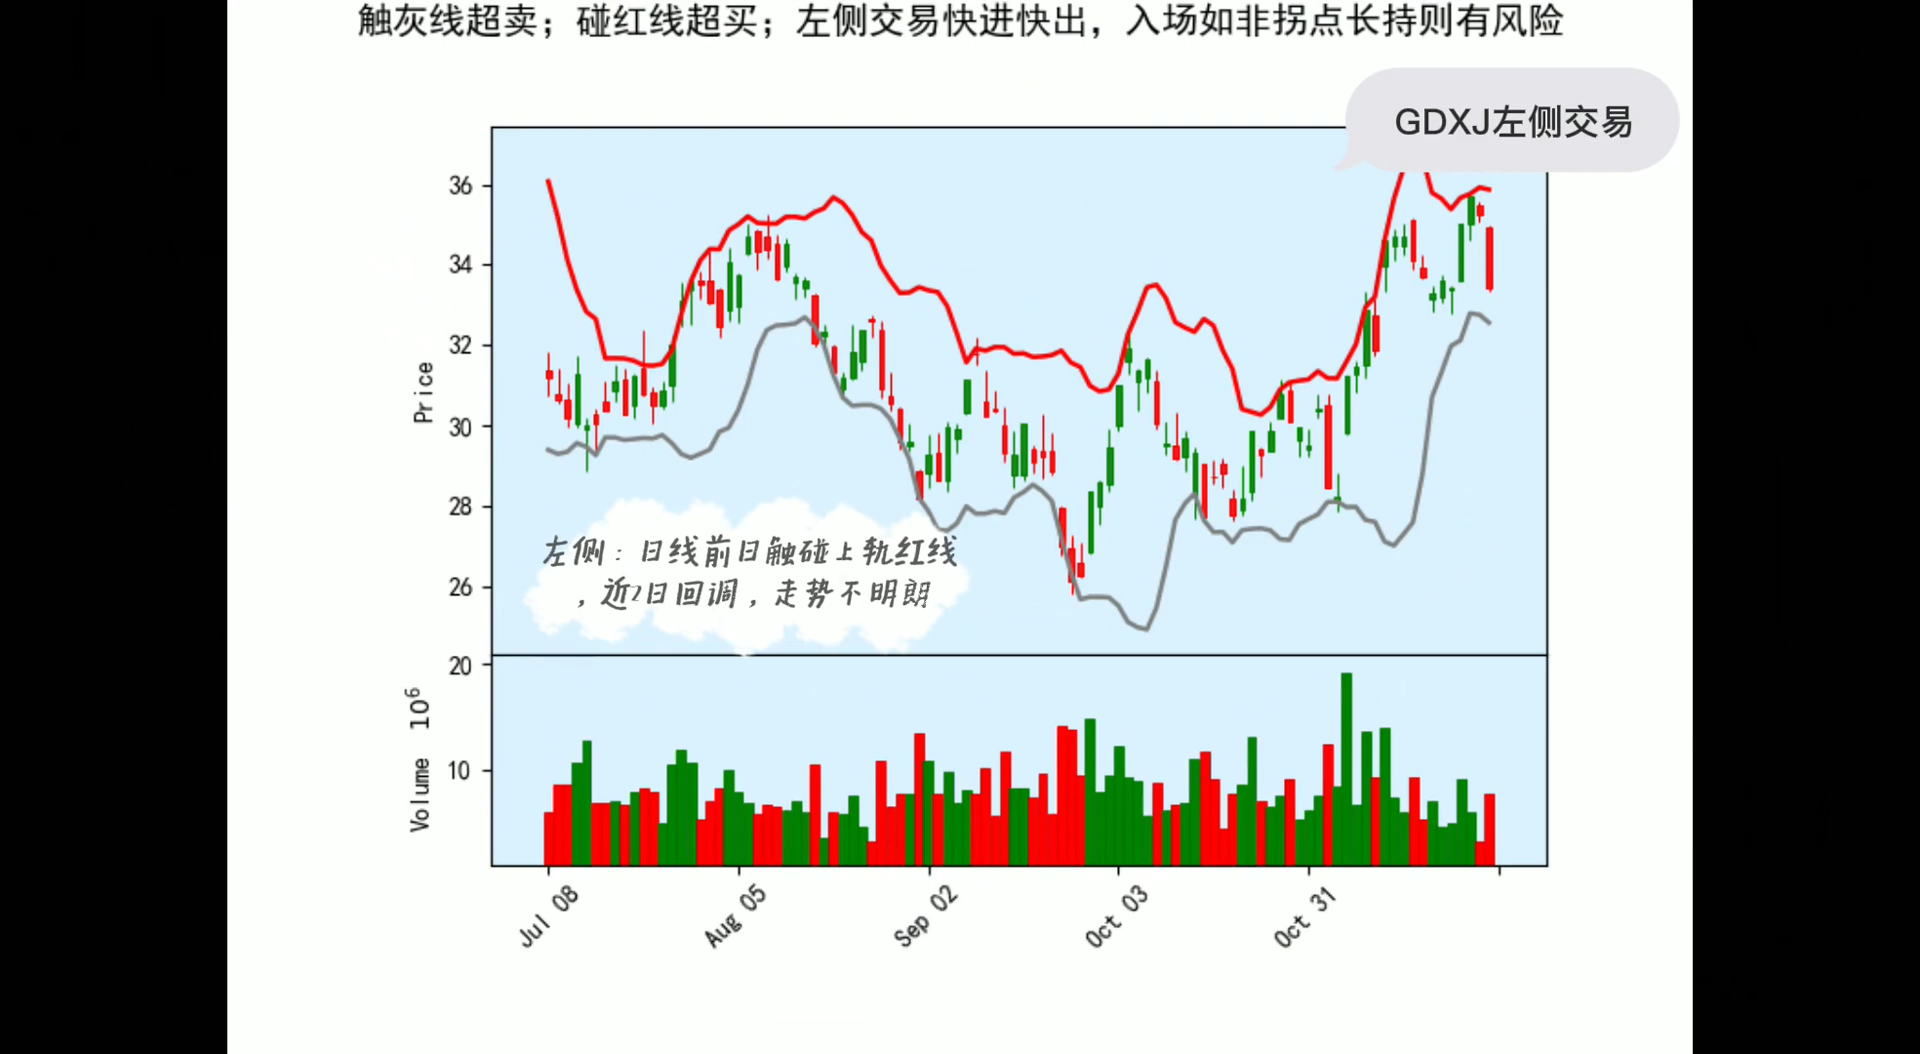 触灰线超卖；碰红线超买；左侧交易快进快出，入场如非拐点长持则有风险
GDXJ左侧交易
Price
36
34
32
30
28
26
左侧：日线前日触碰上轨红线
，近2日回调，走势不明朗
Volume 10⁶
20
10
Jul 08
Aug 05
Sep 02
Oct 03
Oct 31